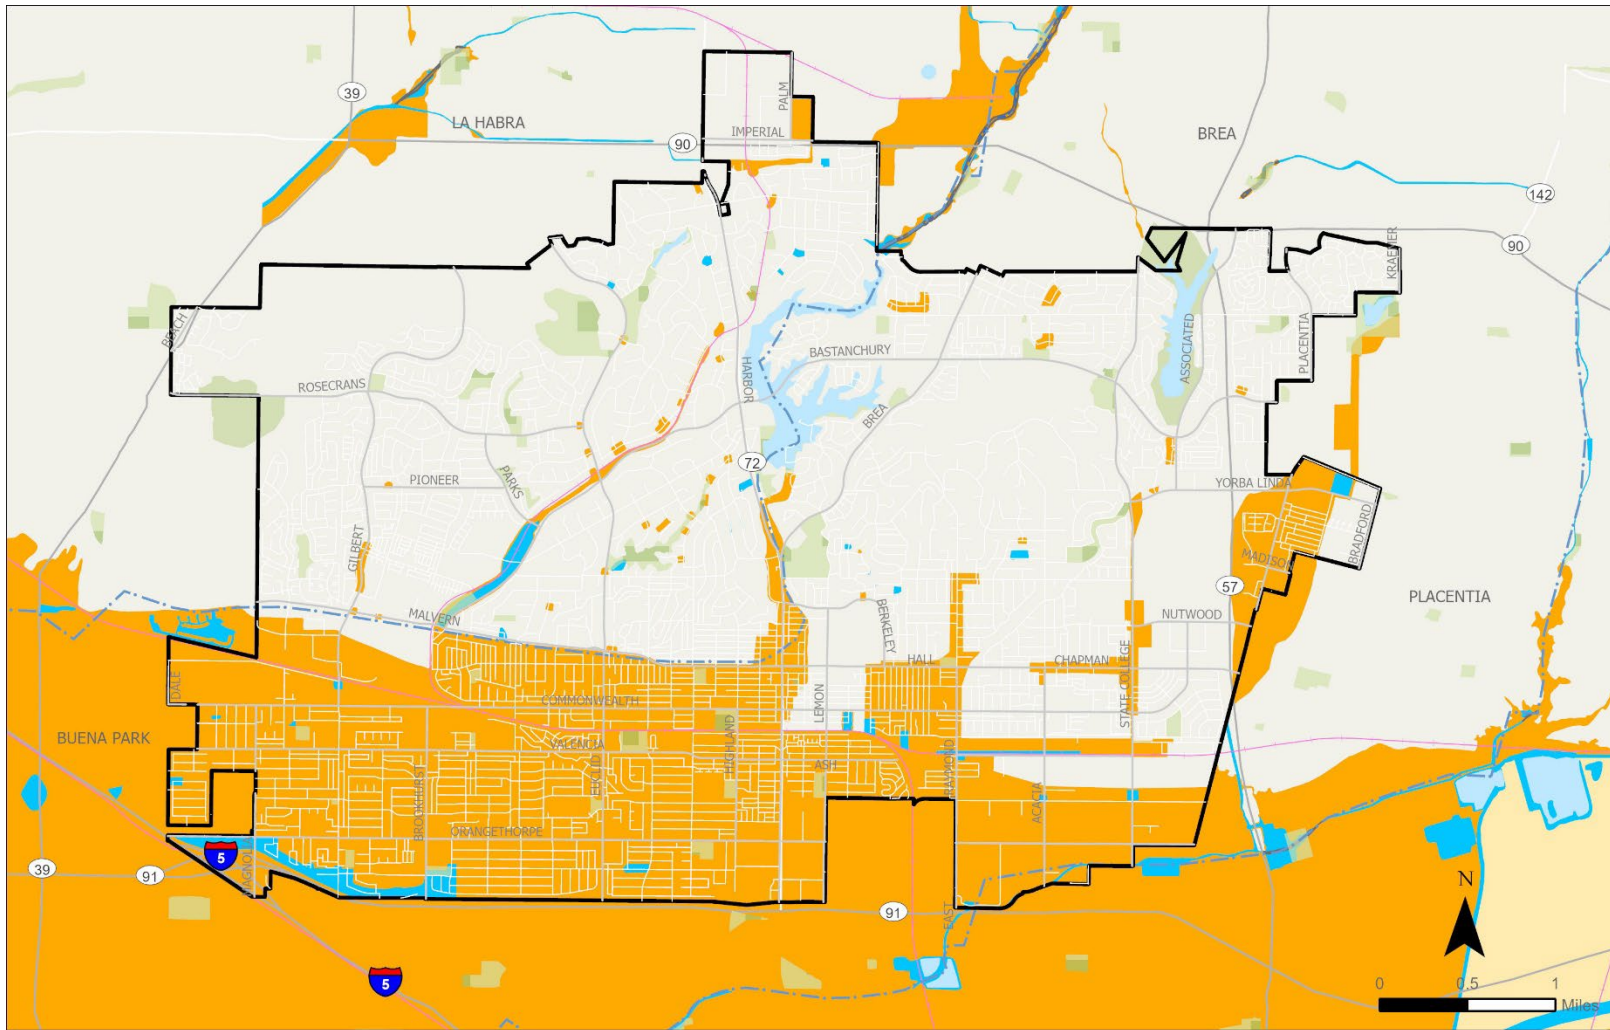 39
LA HABRA
PALM
IMPERIAL
90
BREA
142
90
KRAEMER
BEACH
ASSOCIATED
PLACENTIA
BASTANCHURY
HARBOR
ROSECRANS
BREA
72
PIONEER
PARKS
YORBA LINDA
BRADFORD
GILBERT
MADISON
57
PLACENTIA
MALVERN
BERKELEY
NUTWOOD
HALL
CHAPMAN
STATE COLLEGE
DALE
COMMONWEALTH
LEMON
BUENA PARK
VALENCIA
HIGHLAND
ASH
RAYMOND
EUCLID
BROOKHURST
ACACIA
ORANGETHORPE
5
MAGNOLIA
39
91
91
EAST
N
5
0 0.5 1
Miles